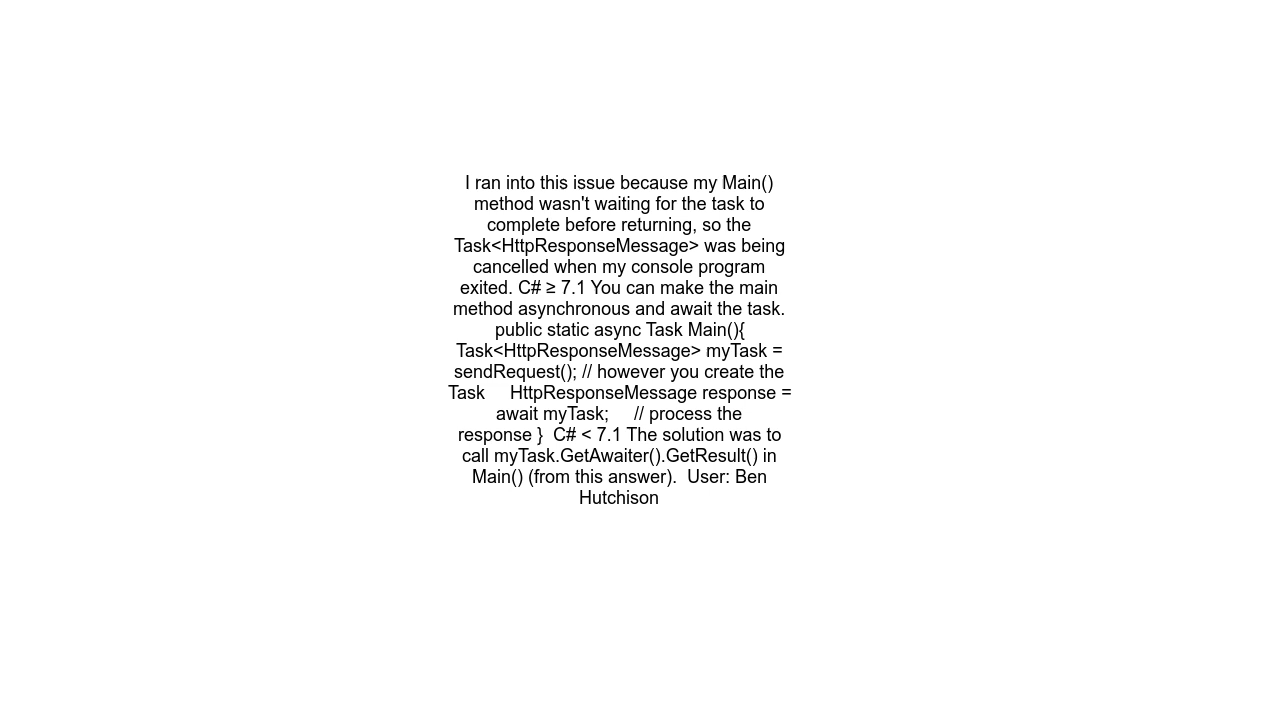 I ran into this issue because my Main()
method wasn't waiting for the task to
complete before returning, so the
Task<HttpResponseMessage> was being
cancelled when my console program
exited. C# ≥ 7.1 You can make the main
method asynchronous and await the task.
public static async Task Main(){
Task<HttpResponseMessage> myTask =
sendRequest(); // however you create the
Task     HttpResponseMessage response =
await myTask;     // process the
response }  C# < 7.1 The solution was to
call myTask.GetAwaiter().GetResult() in
Main() (from this answer).  User: Ben
Hutchison